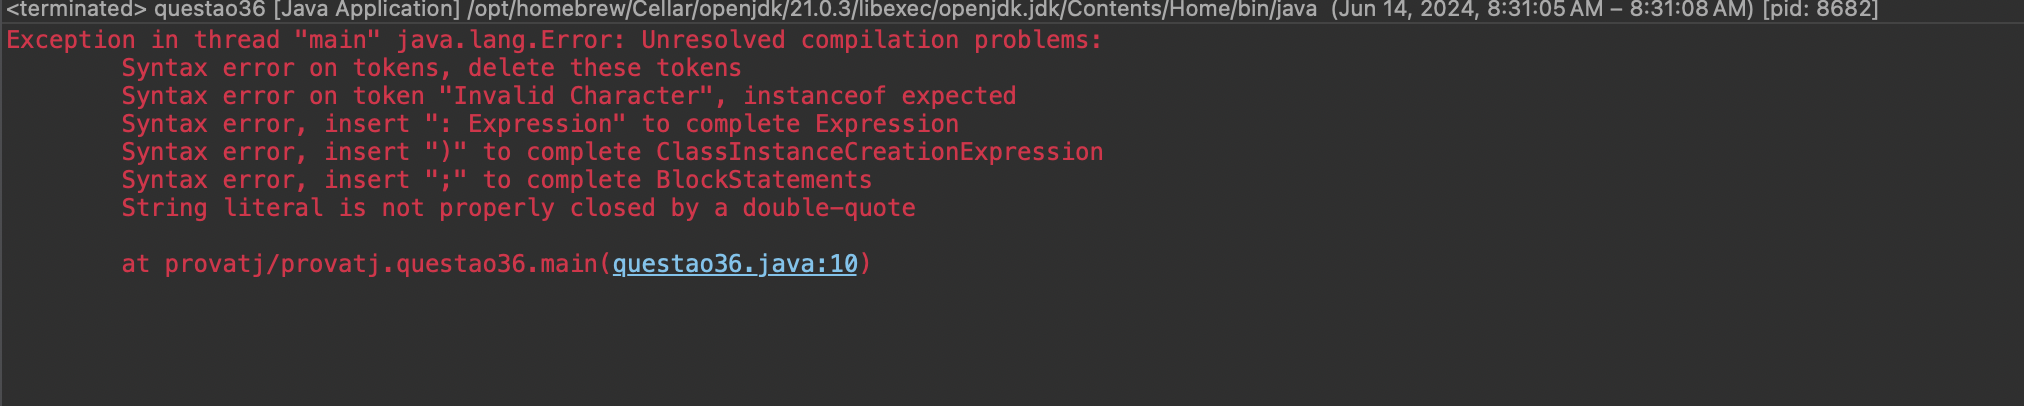 <terminated> questao36 [Java Application] /opt/homebrew/Cellar/openjdk/21.0.3/libexec/openjdk.jdk/Contents/Home/bin/java (Jun 14, 2024, 8:31:05 AM – 8:31:08 AM) [pid: 8682]
Exception in thread "main" java.lang.Error: Unresolved compilation problems:
Syntax error on tokens, delete these tokens
Syntax error on token "Invalid Character", instanceof expected
Syntax error, insert ": Expression" to complete Expression
Syntax error, insert ")" to complete ClassInstanceCreationExpression
Syntax error, insert ";" to complete BlockStatements
String literal is not properly closed by a double-quote
at provatj/provatj.questao36.main(questao36.java:10)